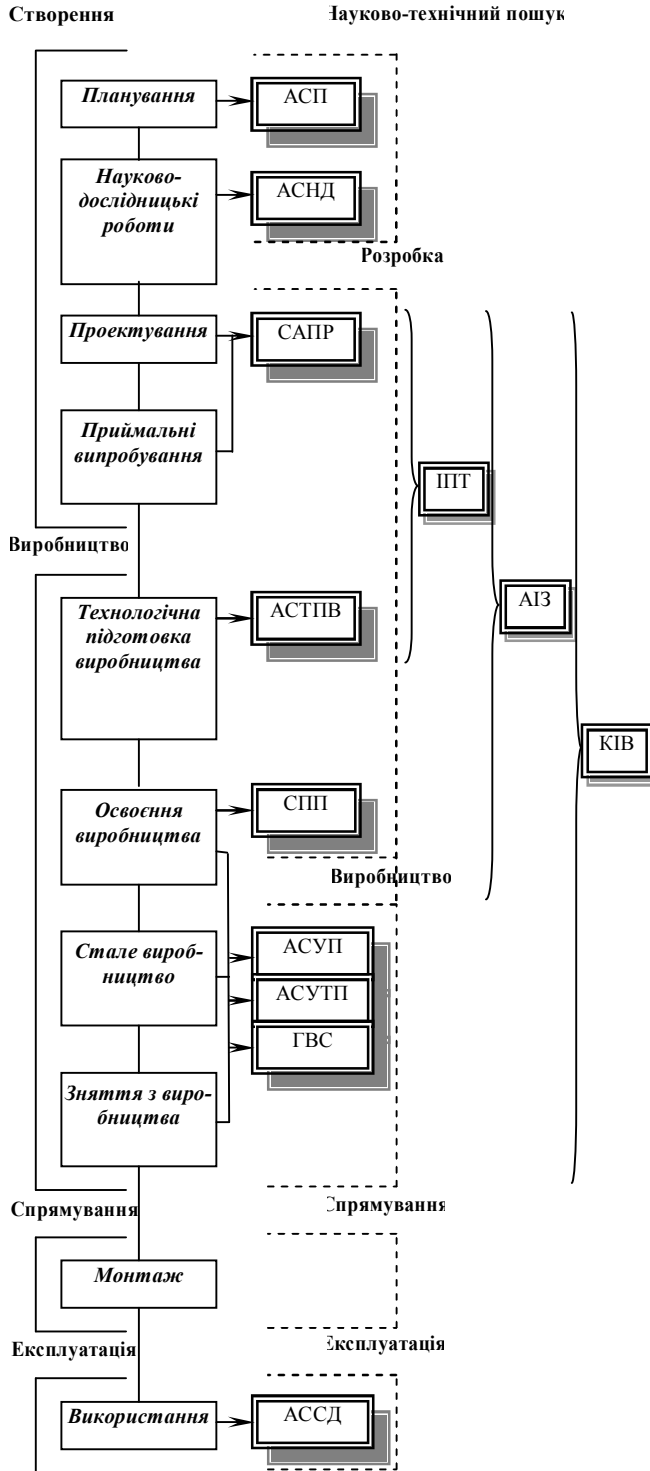 Створення
Науково-технічний пошук
Планування
АСП
Науково-
дослідницькі
роботи
АСНД
Розробка
Проектування
САПР
Приймальні
випробування
ІПТ
Виробництво
Технологічна
підготовка
виробництва
АСТПВ
АІЗ
КІВ
Освоєння
виробництва
СПП
Виробництво
Стале вироб-
ництво
АСУП
АСУТП
ГВС
Зняття з виро-
бництва
Спрямування
Спрямування
Монтаж
Експлуатація
Експлуатація
Використання
АССД